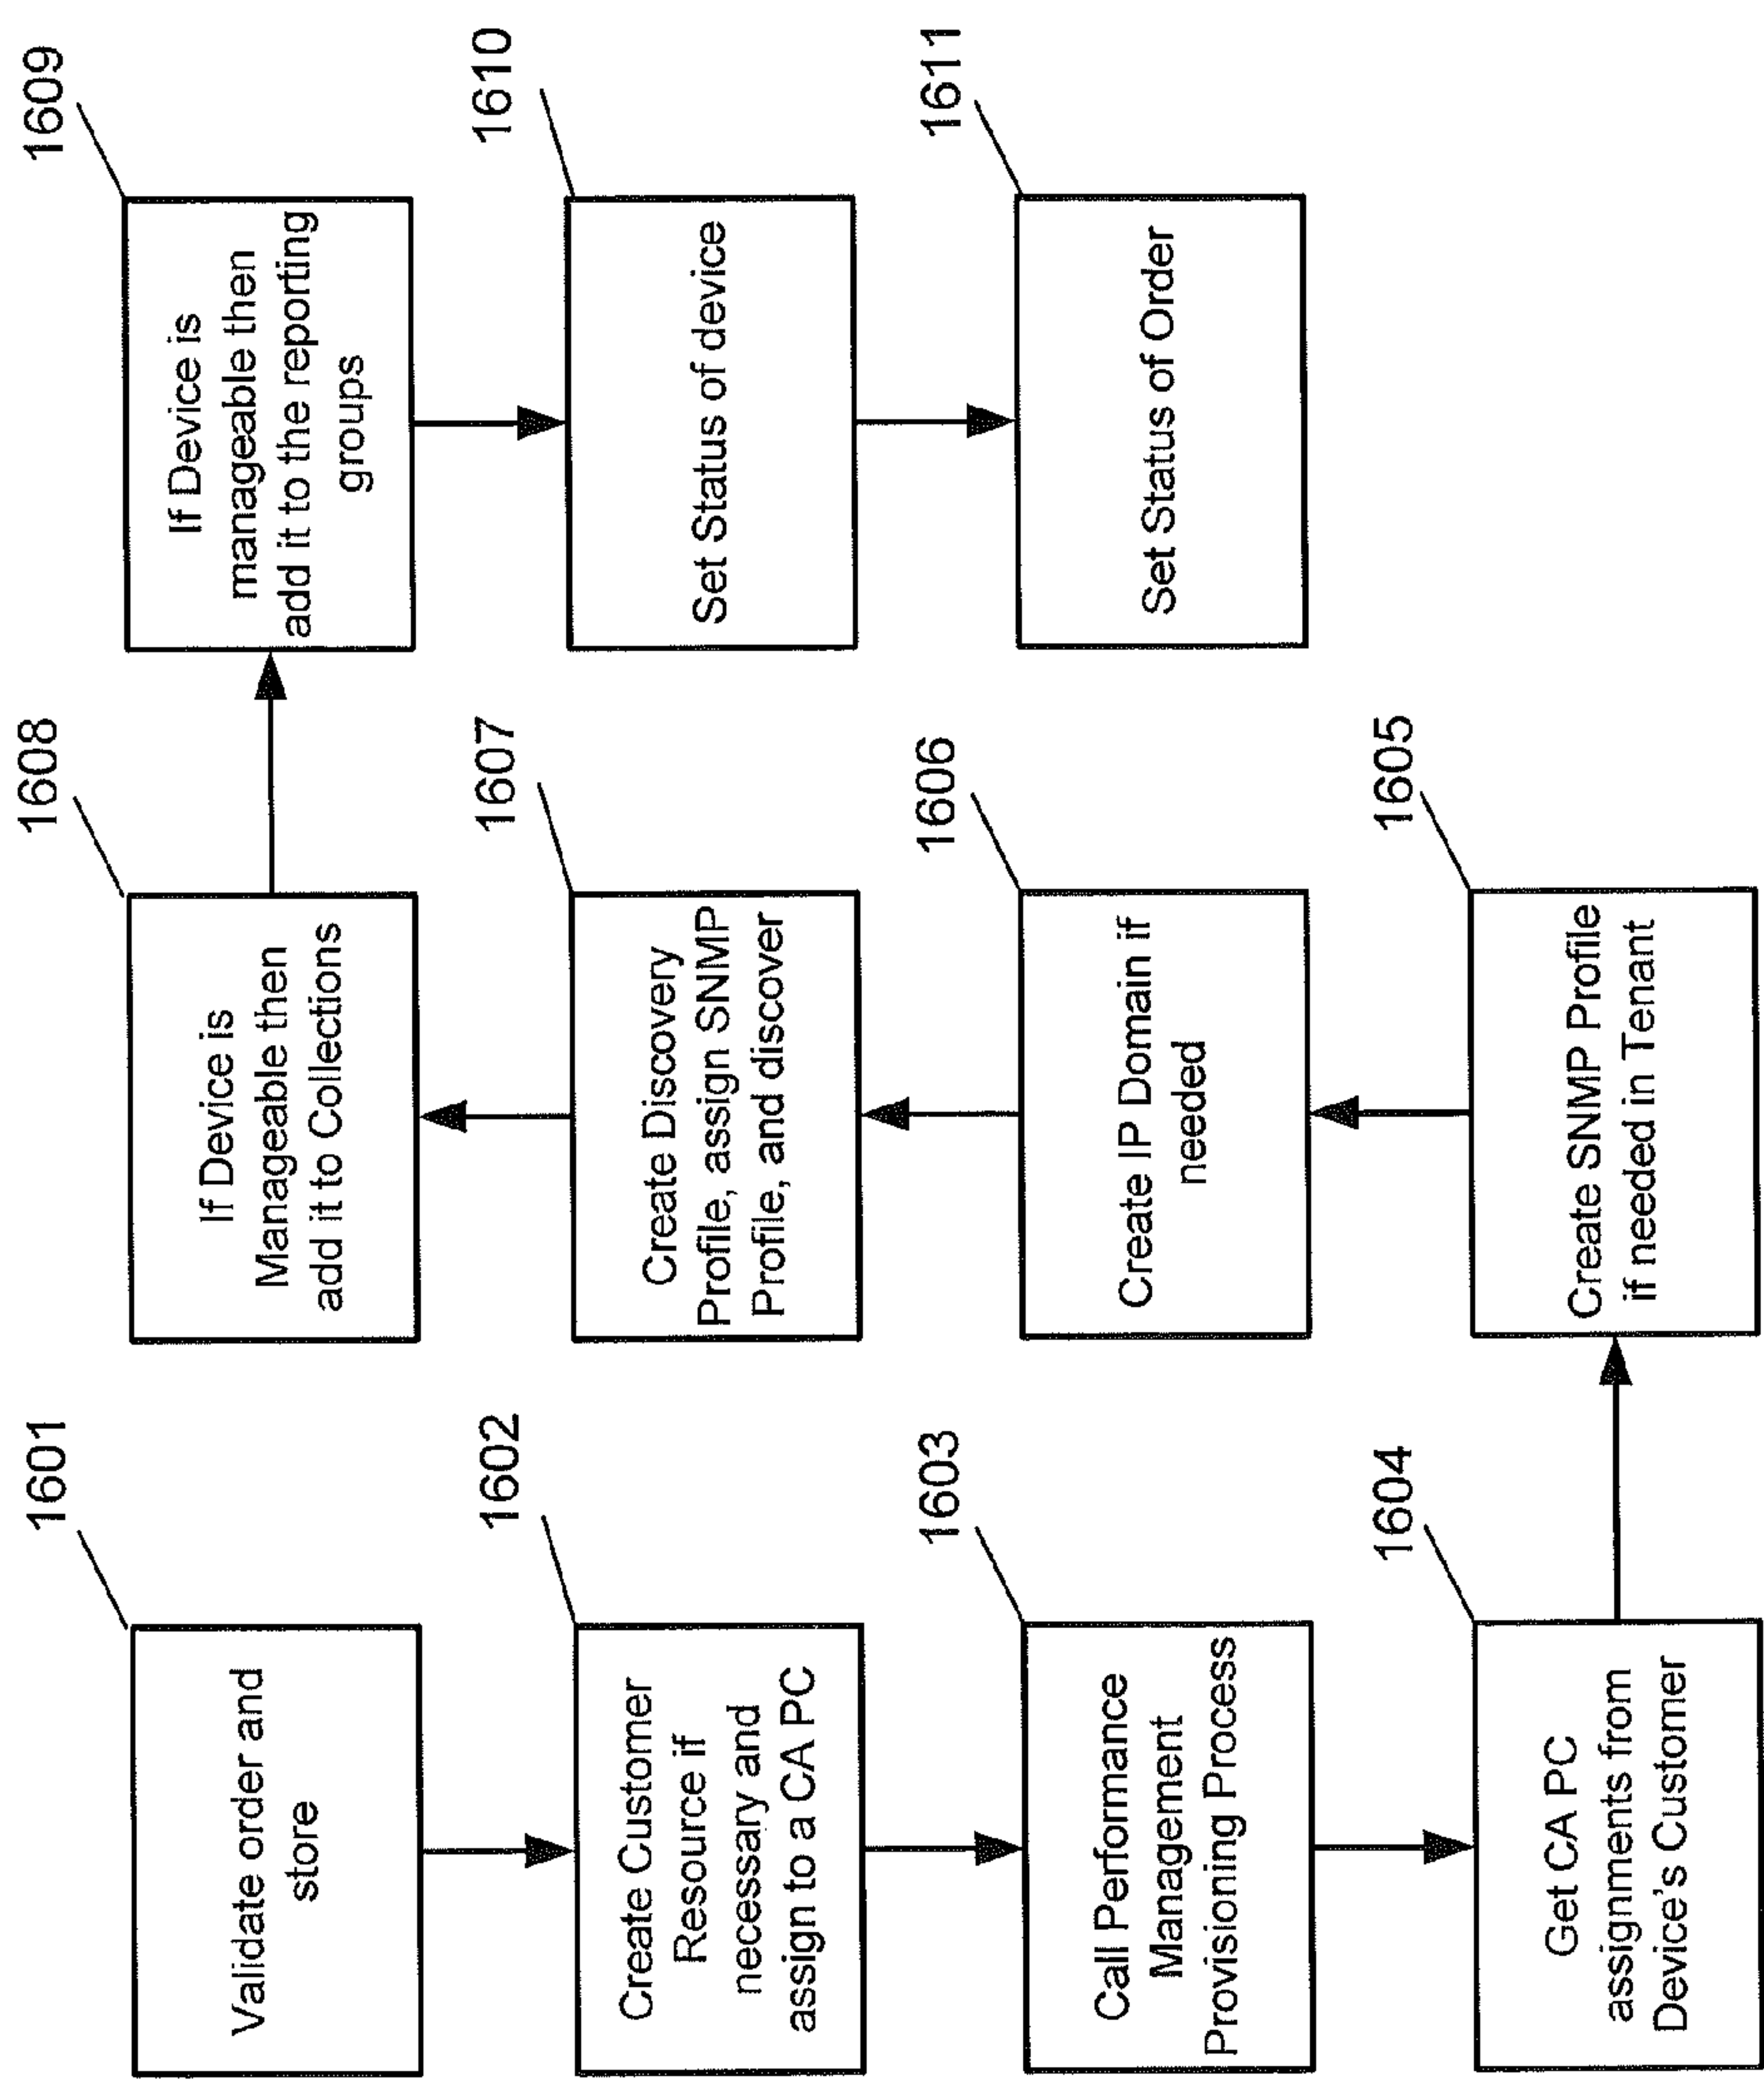 1601
Validate order and
store
1602
Create Customer
Resource if
necessary and
assign to a CA PC
1603
Call Performance
Management
Provisioning Process
1604
Get CA PC
assignments from
Device's Customer
1605
Create SNMP Profile
if needed in Tenant
1606
Create IP Domain if
needed
1607
Create Discovery
Profile, assign SNMP
Profile, and discover
1608
If Device is
Manageable then
add it to Collections
1609
If Device is
manageable then
add it to the reporting
groups
1610
Set Status of device
1611
Set Status of Order